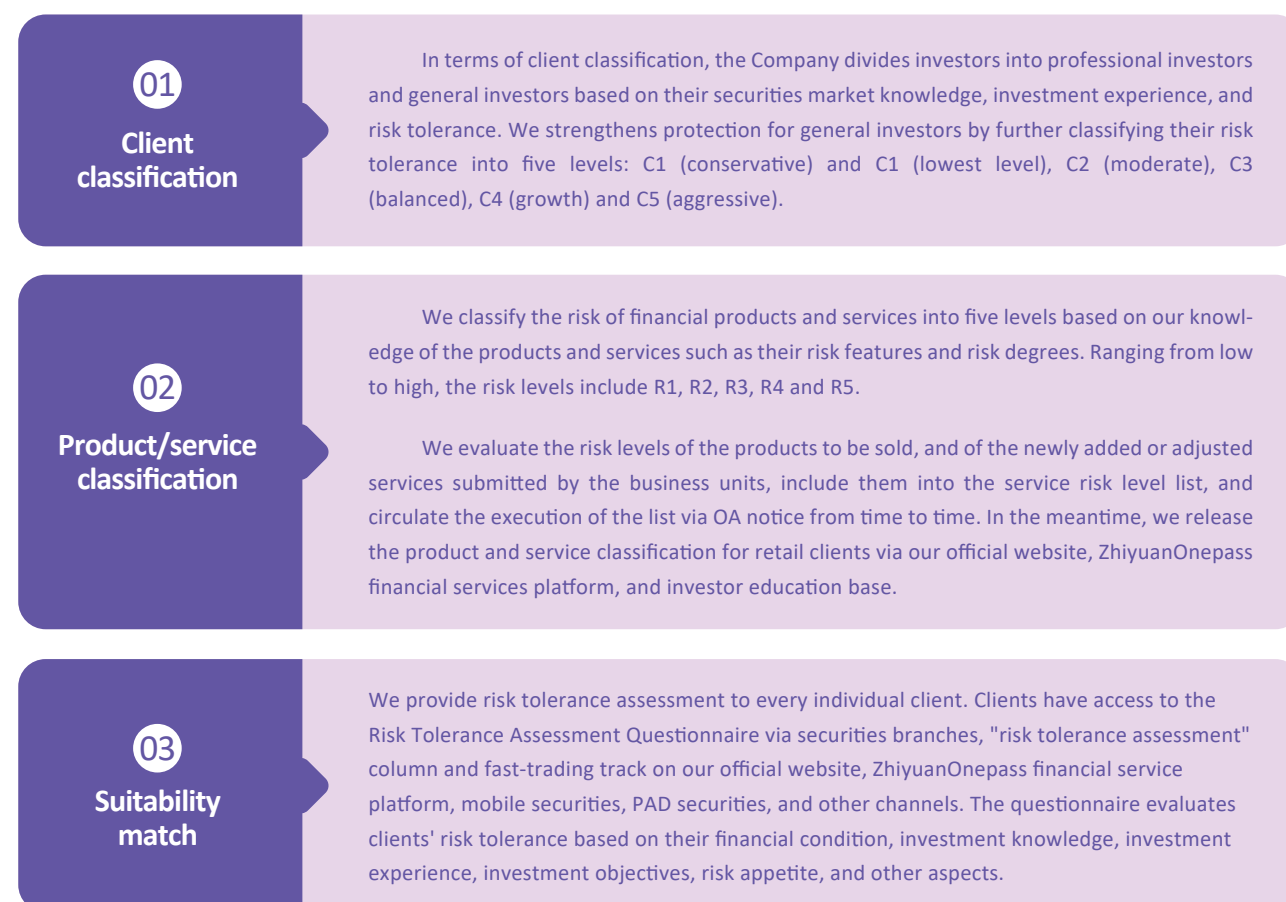 01
Client
classification
In terms of client classification, the Company divides investors into professional investors
and general investors based on their securities market knowledge, investment experience, and
risk tolerance. We strengthens protection for general investors by further classifying their risk
tolerance into five levels: C1 (conservative) and C1 (lowest level), C2 (moderate), C3
(balanced), C4 (growth) and C5 (aggressive).
02
Product/service
classification
We classify the risk of financial products and services into five levels based on our knowl-
edge of the products and services such as their risk features and risk degrees. Ranging from low
to high, the risk levels include R1, R2, R3, R4 and R5.
We evaluate the risk levels of the products to be sold, and of the newly added or adjusted
services submitted by the business units, include them into the service risk level list, and
circulate the execution of the list via OA notice from time to time. In the meantime, we release
the product and service classification for retail clients via our official website, ZhiyuanOnepass
financial services platform, and investor education base.
03
Suitability
match
We provide risk tolerance assessment to every individual client. Clients have access to the
Risk Tolerance Assessment Questionnaire via securities branches, "risk tolerance assessment"
column and fast-trading track on our official website, ZhiyuanOnepass financial service
platform, mobile securities, PAD securities, and other channels. The questionnaire evaluates
clients' risk tolerance based on their financial condition, investment knowledge, investment
experience, investment objectives, risk appetite, and other aspects.